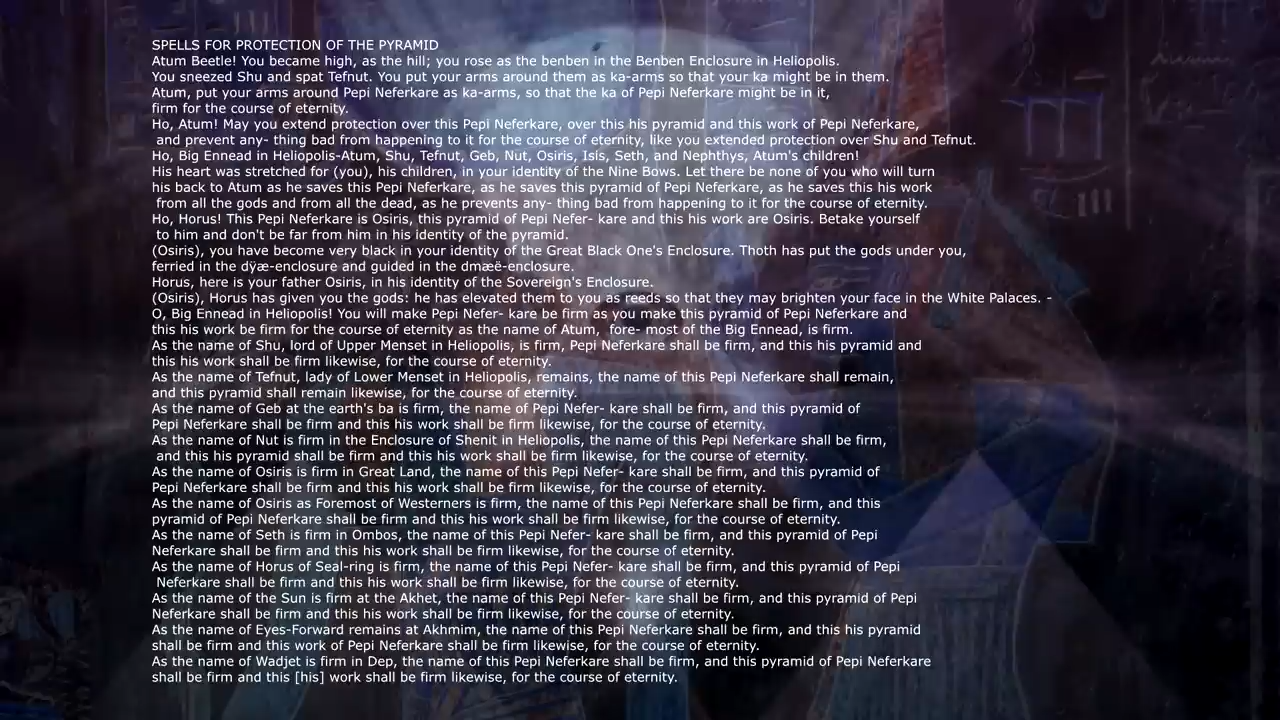 SPELLS FOR PROTECTION OF THE PYRAMID
Atum Beetle! You became high, as the hill; you rose as the benben in the Benben Enclosure in Heliopolis.
You sneezed Shu and spat Tefnut. You put your arms around them as ka-arms so that your ka might be in them.
Atum, put your arms around Pepi Neferkare as ka-arms, so that the ka of Pepi Neferkare might be in it,
firm for the course of eternity.
Ho, Atum! May you extend protection over this Pepi Neferkare, over this his pyramid and this work of Pepi Neferkare,
and prevent any- thing bad from happening to it for the course of eternity, like you extended protection over Shu and Tefnut.
Ho, Big Ennead in Heliopolis-Atum, Shu, Tefnut, Geb, Nut, Osiris, Isis, Seth, and Nephthys, Atum's children!
His heart was stretched for (you), his children, in your identity of the Nine Bows. Let there be none of you who will turn
his back to Atum as he saves this Pepi Neferkare, as he saves this pyramid of Pepi Neferkare, as he saves this his work
from all the gods and from all the dead, as he prevents any- thing bad from happening to it for the course of eternity.
Ho, Horus! This Pepi Neferkare is Osiris, this pyramid of Pepi Nefer- kare and this his work are Osiris. Betake yourself
to him and don't be far from him in his identity of the pyramid.
(Osiris), you have become very black in your identity of the Great Black One's Enclosure. Thoth has put the gods under you,
ferried in the dÿæ-enclosure and guided in the dmæë-enclosure.
Horus, here is your father Osiris, in his identity of the Sovereign's Enclosure.
(Osiris), Horus has given you the gods: he has elevated them to you as reeds so that they may brighten your face in the White Palaces. -
O, Big Ennead in Heliopolis! You will make Pepi Nefer- kare be firm as you make this pyramid of Pepi Neferkare and
this his work be firm for the course of eternity as the name of Atum, fore- most of the Big Ennead, is firm.
As the name of Shu, lord of Upper Menset in Heliopolis, is firm, Pepi Neferkare shall be firm, and this his pyramid and
this his work shall be firm likewise, for the course of eternity.
As the name of Tefnut, lady of Lower Menset in Heliopolis, remains, the name of this Pepi Neferkare shall remain,
and this pyramid shall remain likewise, for the course of eternity.
As the name of Geb at the earth's ba is firm, the name of Pepi Nefer- kare shall be firm, and this pyramid of
Pepi Neferkare shall be firm and this his work shall be firm likewise, for the course of eternity.
As the name of Nut is firm in the Enclosure of Shenit in Heliopolis, the name of this Pepi Neferkare shall be firm,
and this his pyramid shall be firm and this his work shall be firm likewise, for the course of eternity.
As the name of Osiris is firm in Great Land, the name of this Pepi Nefer- kare shall be firm, and this pyramid of
Pepi Neferkare shall be firm and this his work shall be firm likewise, for the course of eternity.
As the name of Osiris as Foremost of Westerners is firm, the name of this Pepi Neferkare shall be firm, and this
pyramid of Pepi Neferkare shall be firm and this his work shall be firm likewise, for the course of eternity.
As the name of Seth is firm in Ombos, the name of this Pepi Nefer- kare shall be firm, and this pyramid of Pepi
Neferkare shall be firm and this his work shall be firm likewise, for the course of eternity.
As the name of Horus of Seal-ring is firm, the name of this Pepi Nefer- kare shall be firm, and this pyramid of Pepi
Neferkare shall be firm and this his work shall be firm likewise, for the course of eternity.
As the name of the Sun is firm at the Akhet, the name of this Pepi Nefer- kare shall be firm, and this pyramid of Pepi
Neferkare shall be firm and this his work shall be firm likewise, for the course of eternity.
As the name of Eyes-Forward remains at Akhmim, the name of this Pepi Neferkare shall be firm, and this his pyramid
shall be firm and this work of Pepi Neferkare shall be firm likewise, for the course of eternity.
As the name of Wadjet is firm in Dep, the name of this Pepi Neferkare shall be firm, and this pyramid of Pepi Neferkare
shall be firm and this [his] work shall be firm likewise, for the course of eternity.